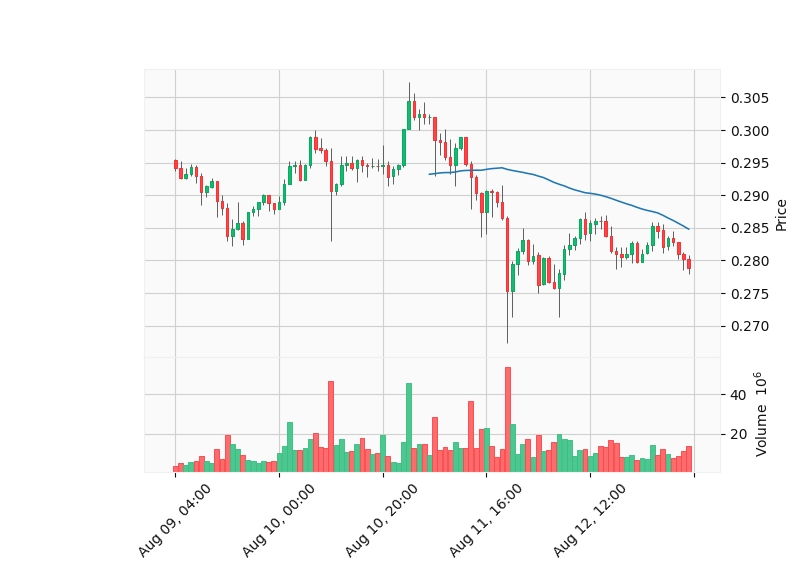 0.305
0.300
0.295
0.290
0.285
0.280
0.275
0.270
Price
40
20
Volume 10^6
Aug 09, 04:00
Aug 10, 00:00
Aug 10, 20:00
Aug 11, 16:00
Aug 12, 12:00